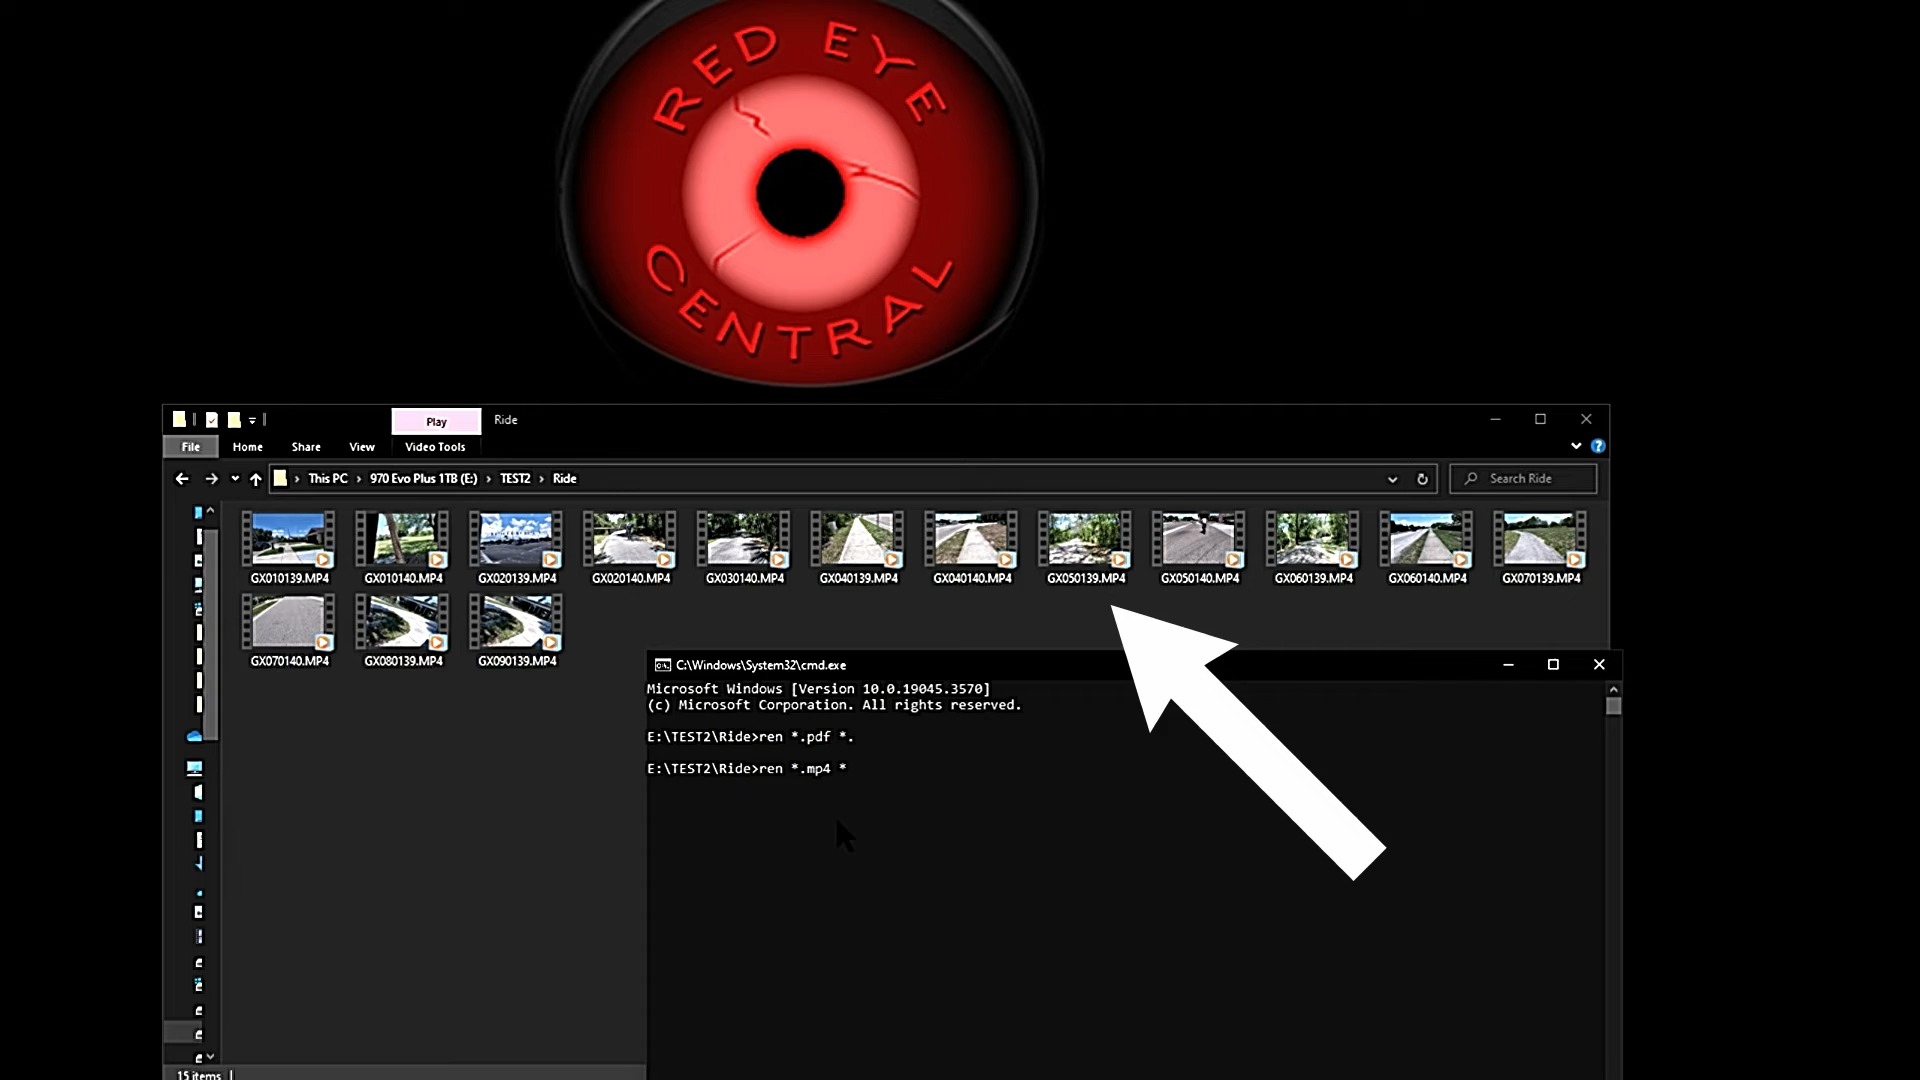 RED EYE
CENTRAL
Play
Ride
File
Home
Share
View
Video Tools
This PC
970 Evo Plus 1TB (E:)
TEST2
Ride
Search Ride
GX010139.MP4
GX010140.MP4
GX020139.MP4
GX020140.MP4
GX030140.MP4
GX040139.MP4
GX040140.MP4
GX050139.MP4
GX050140.MP4
GX060139.MP4
GX060140.MP4
GX070139.MP4
GX070140.MP4
GX080139.MP4
GX090139.MP4
C:\Windows\System32\cmd.exe
Microsoft Windows [Version 10.0.19045.3570]
(c) Microsoft Corporation. All rights reserved.
E:\TEST2\Ride>ren *.pdf *.
E:\TEST2\Ride>ren *.mp4 *
15 items